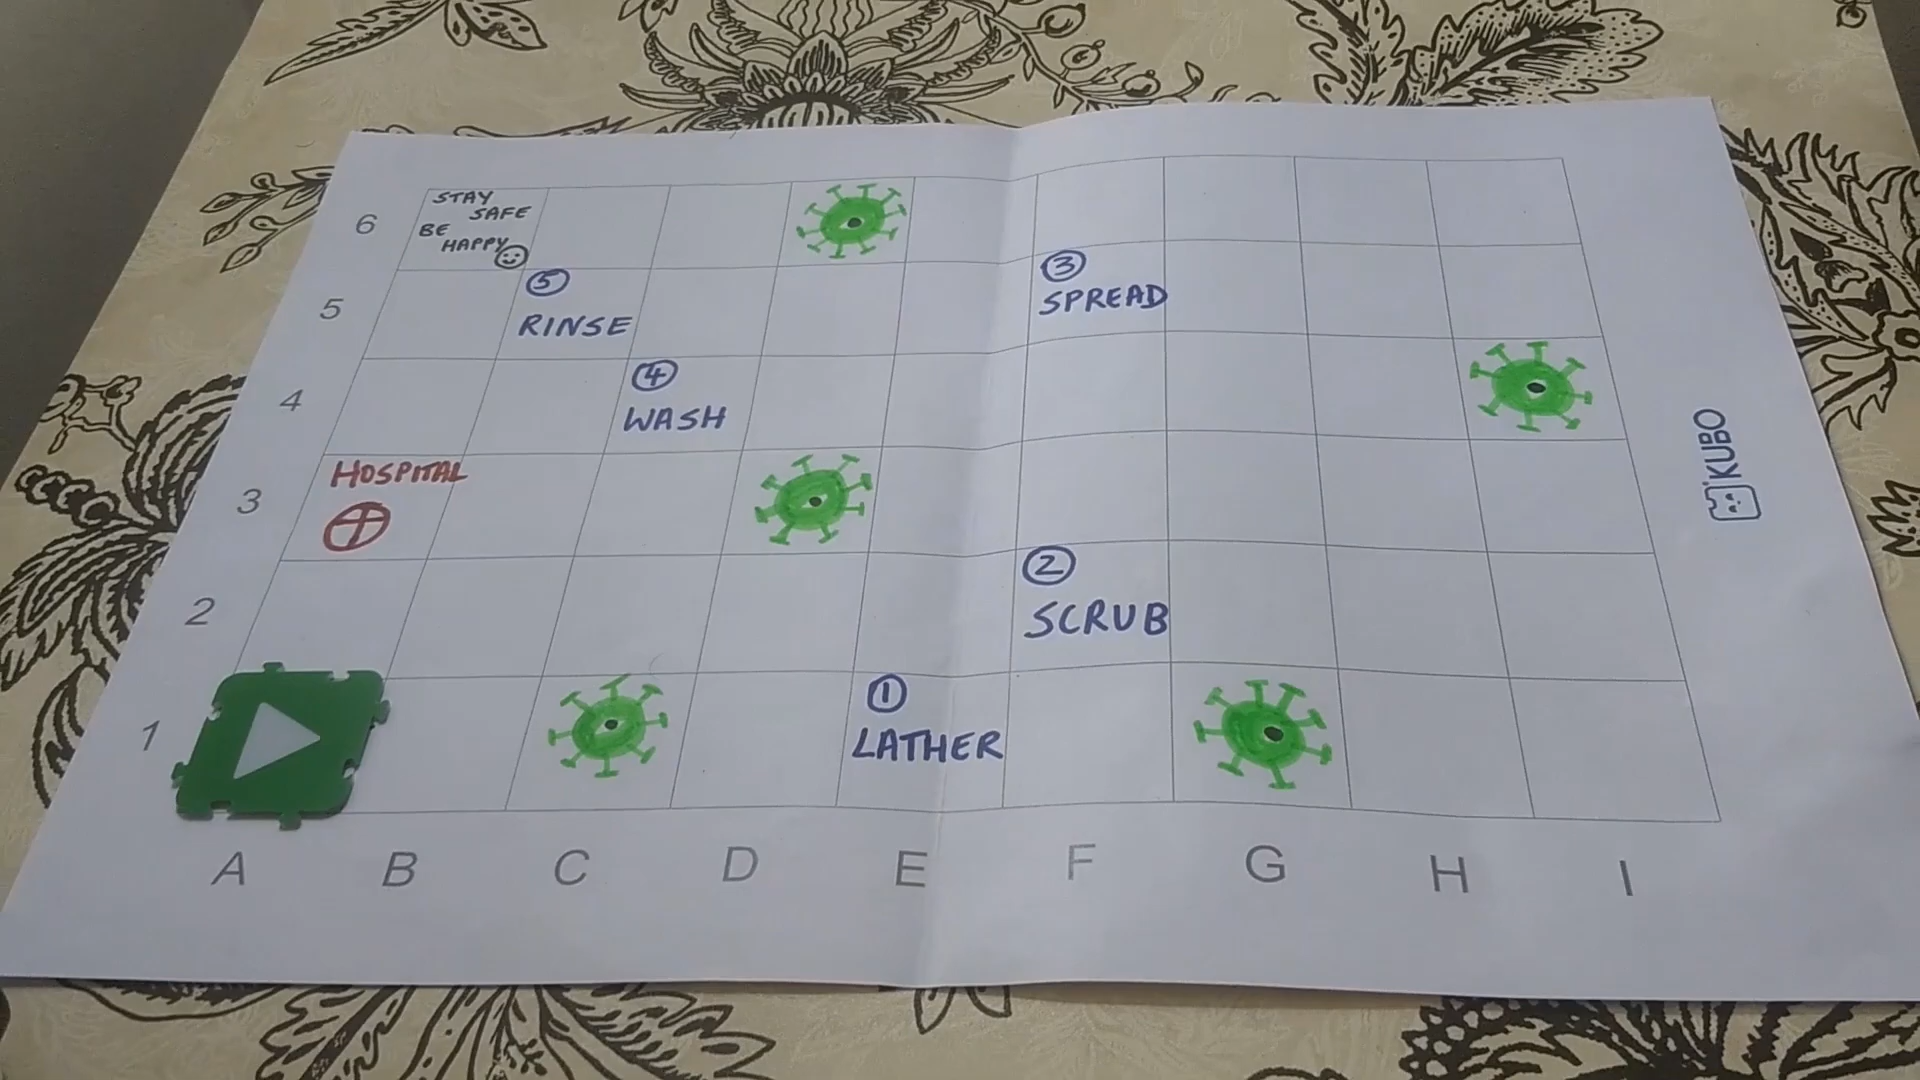 STAY
SAFE
BE
HAPPY
6
5
4
3
2
1
⑤
RINSE
③
SPREAD
④
WASH
HOSPITAL
②
SCRUB
①
LATHER
A B C D E F G H I
KUBO